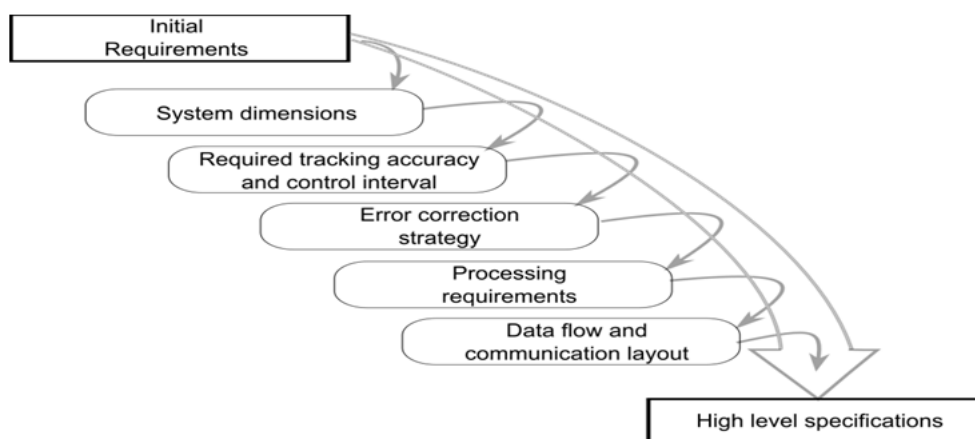 Initial
Requirements
System dimensions
Required tracking accuracy
and control interval
Error correction
strategy
Processing
requirements
Data flow and
communication layout
High level specifications